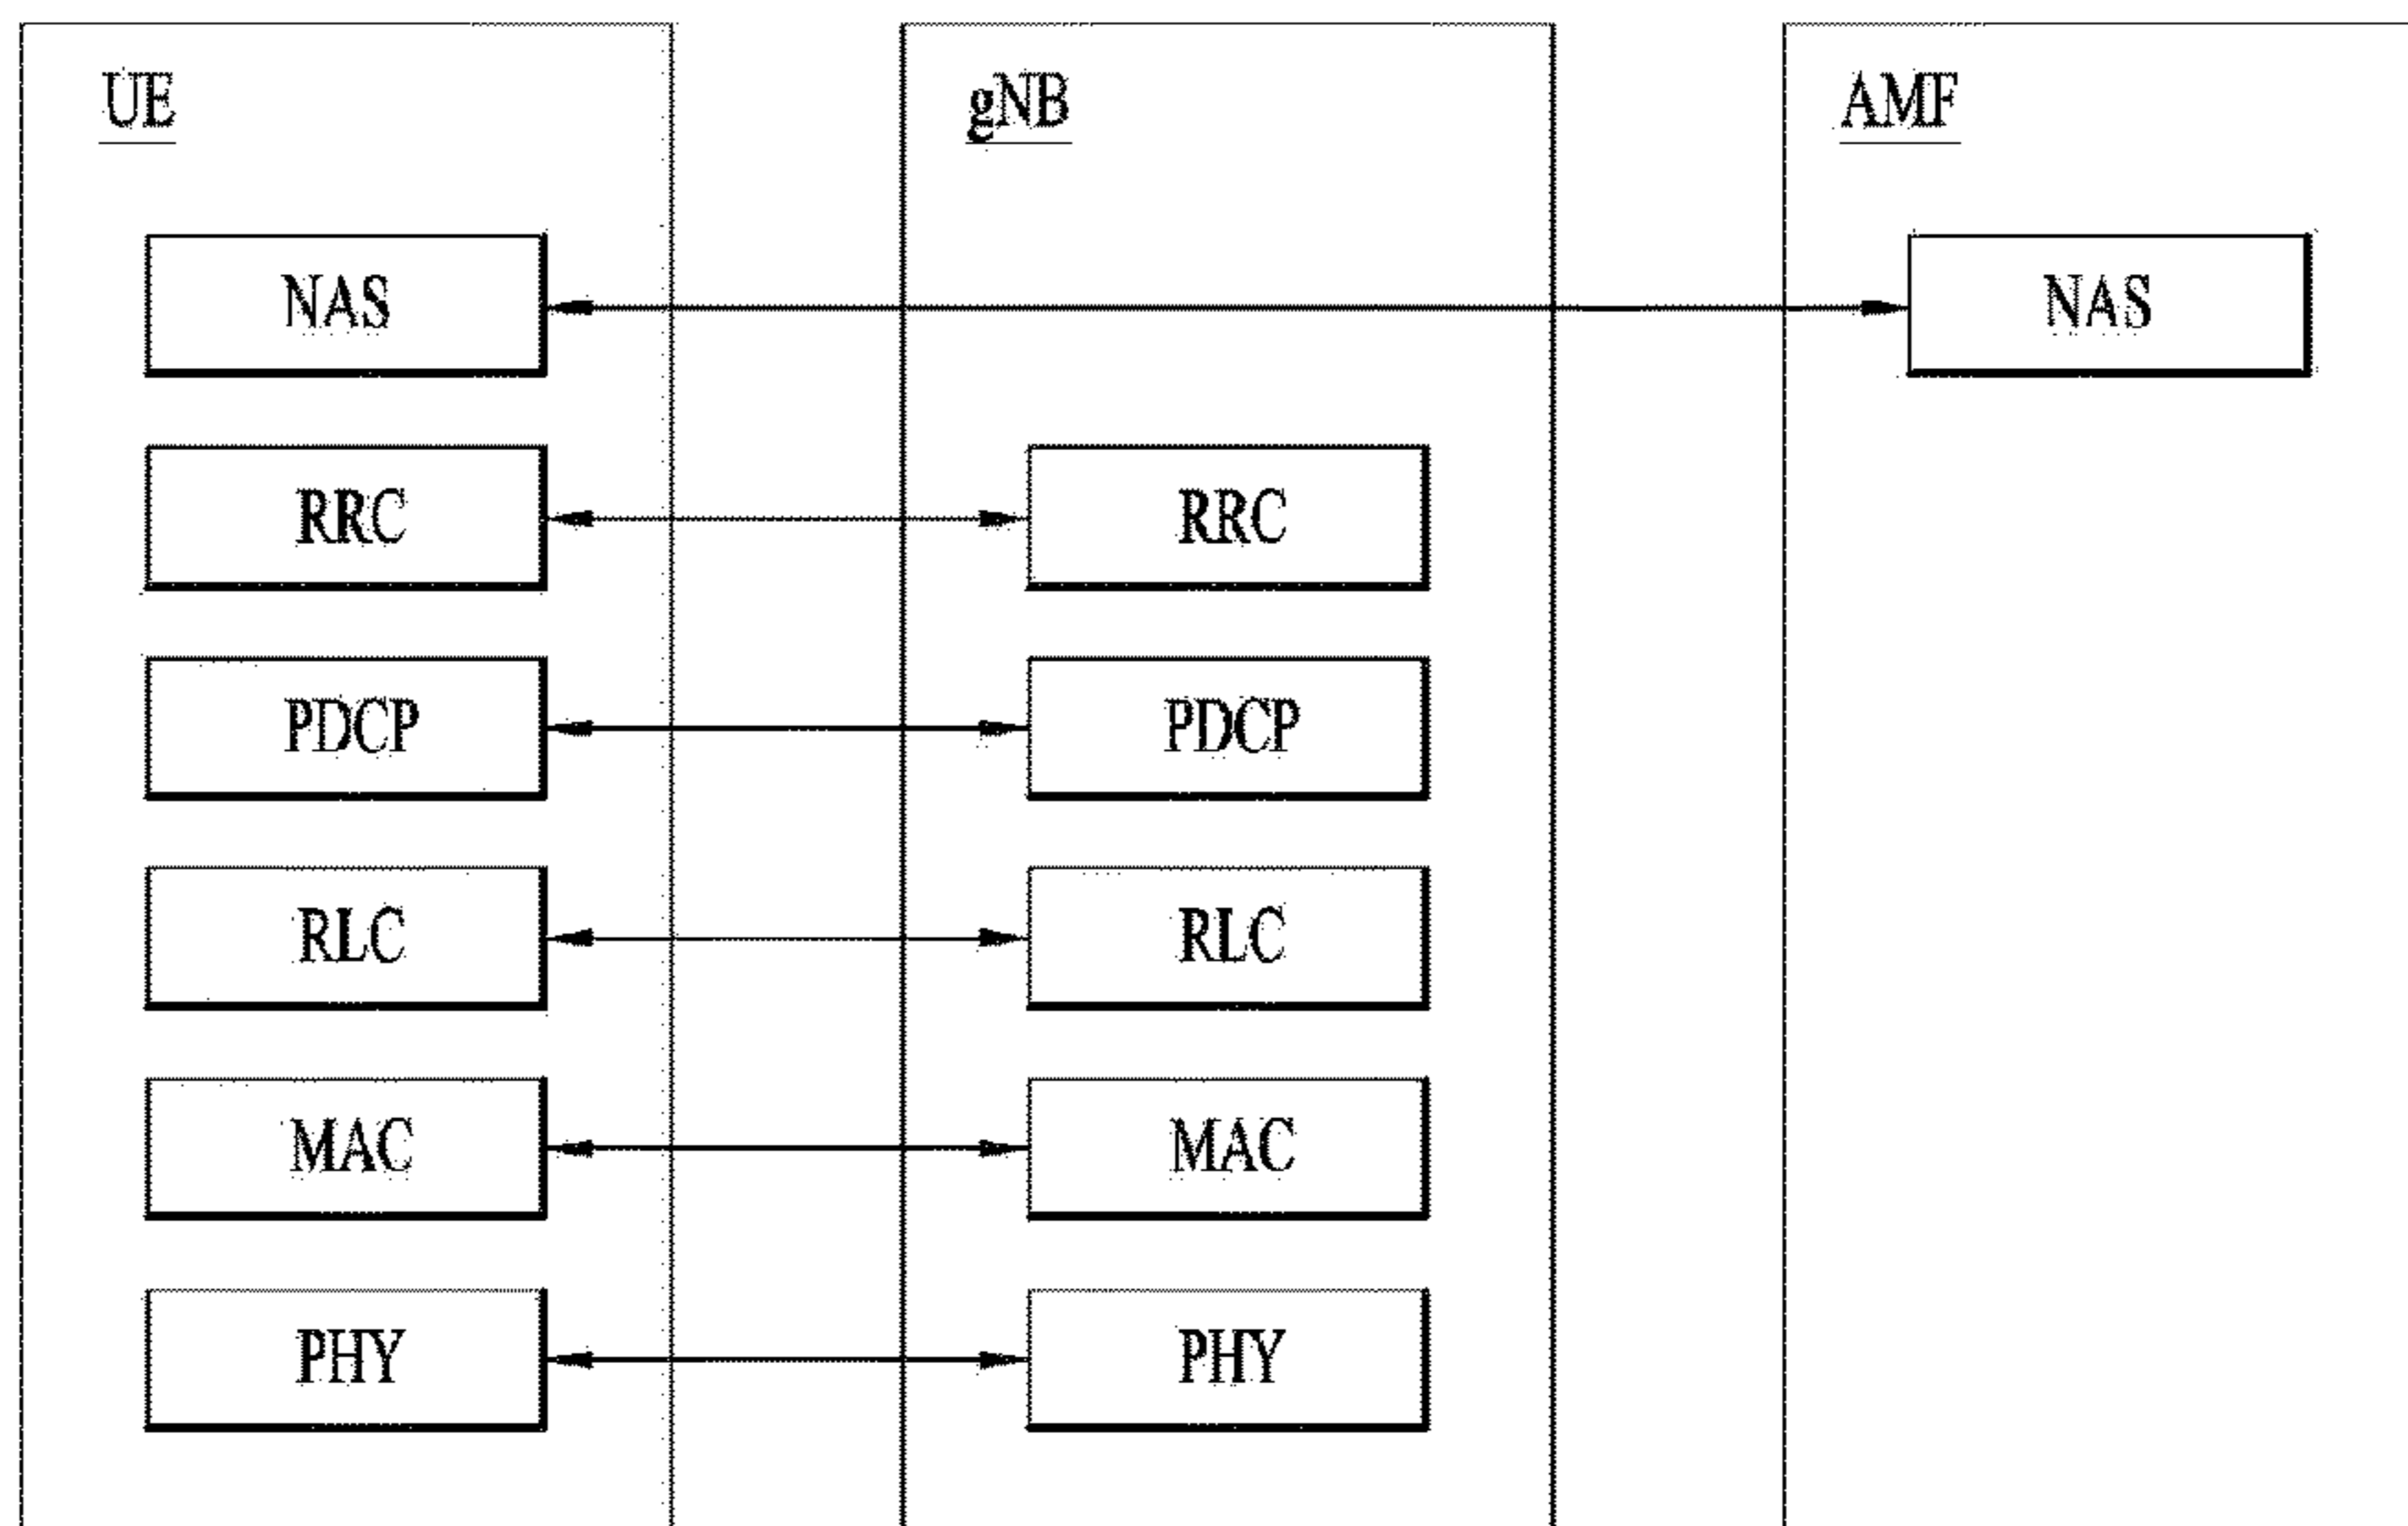 UE gNB AMF
NAS NAS
RRC RRC
PDCP PDCP
RLC RLC
MAC MAC
PHY PHY